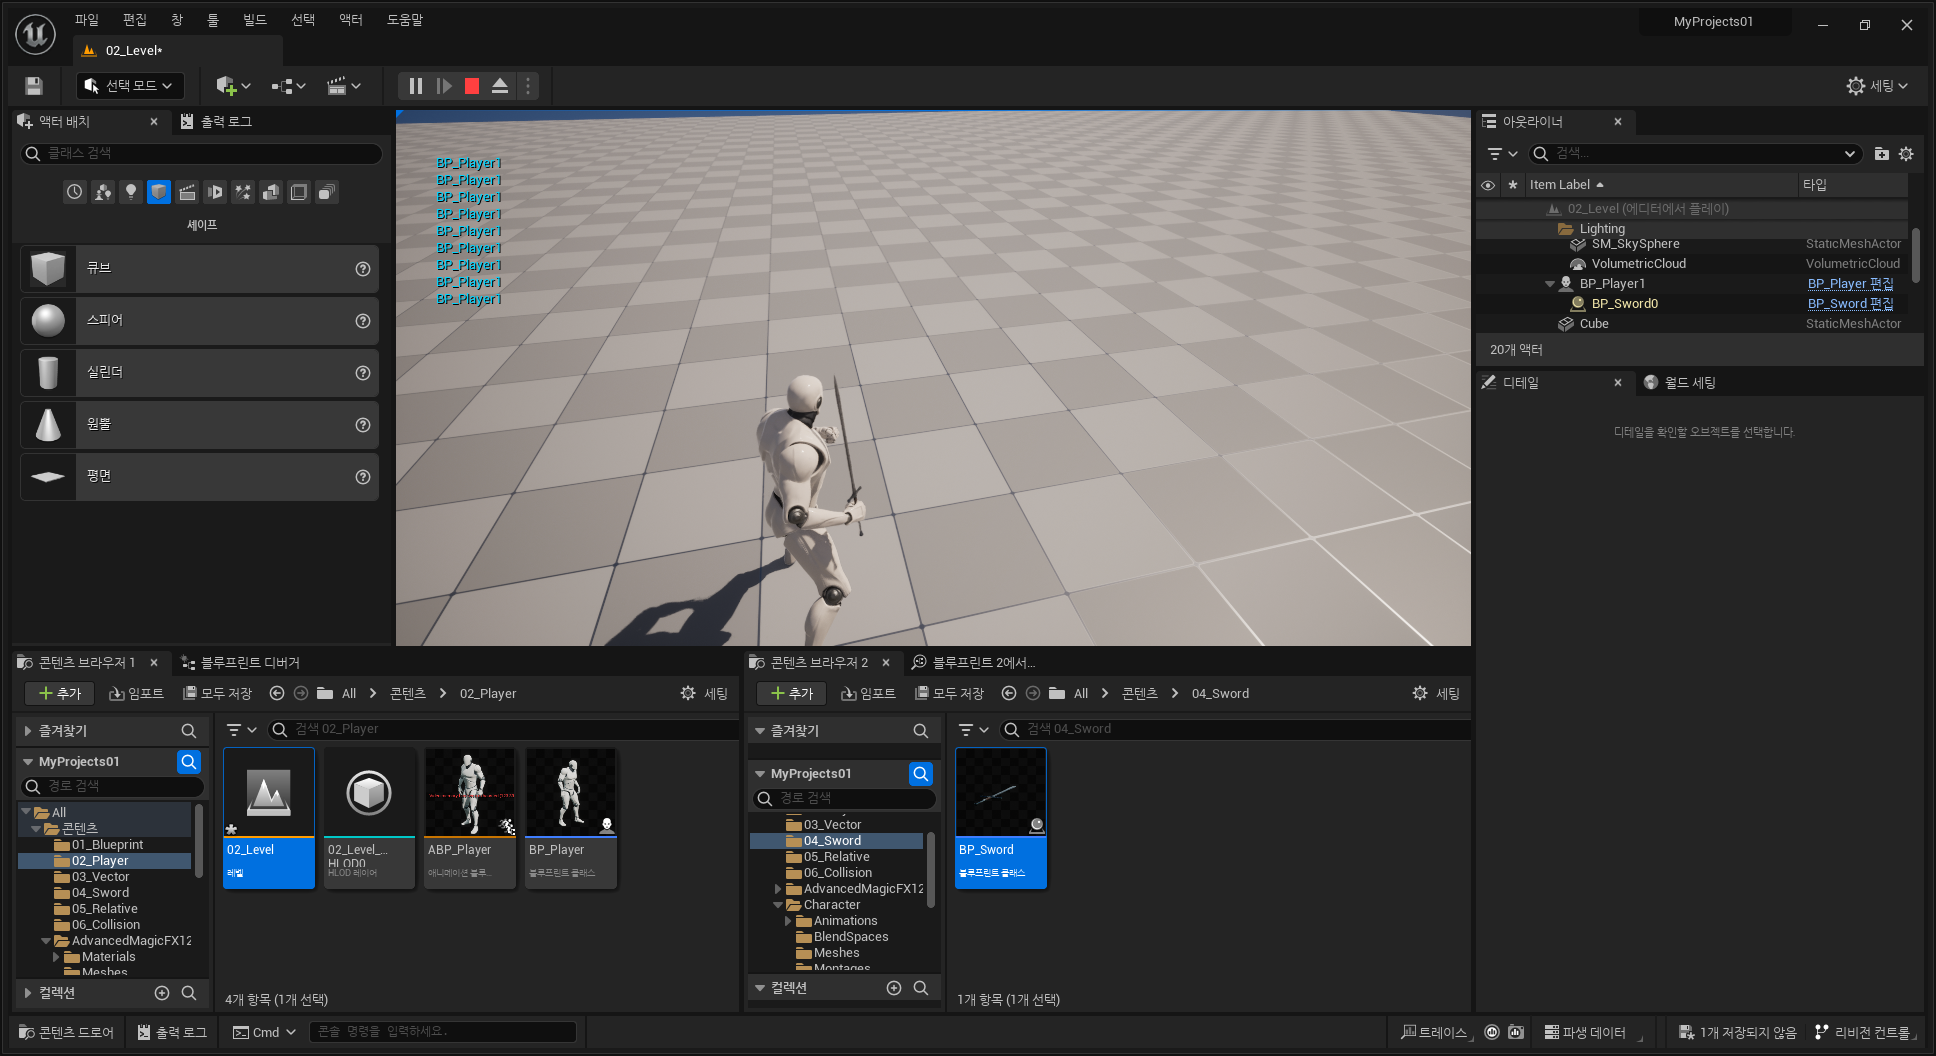 파일 편집 창 툴 빌드 선택 액터 도움말
MyProjects01
02_Level*
선택 모드
세팅
액터 배치
출력 로그
클래스 검색
셰이프
큐브
스피어
실린더
원뿔
평면
BP_Player1
BP_Player1
BP_Player1
BP_Player1
BP_Player1
BP_Player1
BP_Player1
BP_Player1
BP_Player1
아웃라이너
검색...
Item Label 타입
02_Level (에디터에서 플레이)
Lighting
SM_SkySphere StaticMeshActor
VolumetricCloud VolumetricCloud
BP_Player1 BP_Player 편집
BP_Sword0 BP_Sword 편집
Cube StaticMeshActor
20개 액터
디테일
월드 세팅
디테일을 확인할 오브젝트를 선택합니다.
콘텐츠 브라우저 1
블루프린트 디버거
추가 임포트 모두 저장 All 콘텐츠 02_Player 세팅
즐겨찾기
검색 02_Player
MyProjects01
경로 검색
All
콘텐츠
01_Blueprint
02_Player
03_Vector
04_Sword
05_Relative
06_Collision
AdvancedMagicFX12
Materials
Meshes
컬렉션
02_Level
레벨
02_Level_...
HLOD0
HLOD 레이어
ABP_Player
애니메이션 블루...
BP_Player
블루프린트 클래스
4개 항목 (1개 선택)
콘텐츠 브라우저 2
블루프린트 2에서...
추가 임포트 모두 저장 All 콘텐츠 04_Sword 세팅
즐겨찾기
검색 04_Sword
MyProjects01
경로 검색
03_Vector
04_Sword
05_Relative
06_Collision
AdvancedMagicFX12
Character
Animations
BlendSpaces
Meshes
Montages
컬렉션
BP_Sword
블루프린트 클래스
1개 항목 (1개 선택)
콘텐츠 드로어
출력 로그
Cmd
콘솔 명령을 입력하세요.
트레이스
파생 데이터
1개 저장되지 않음
리비전 컨트롤